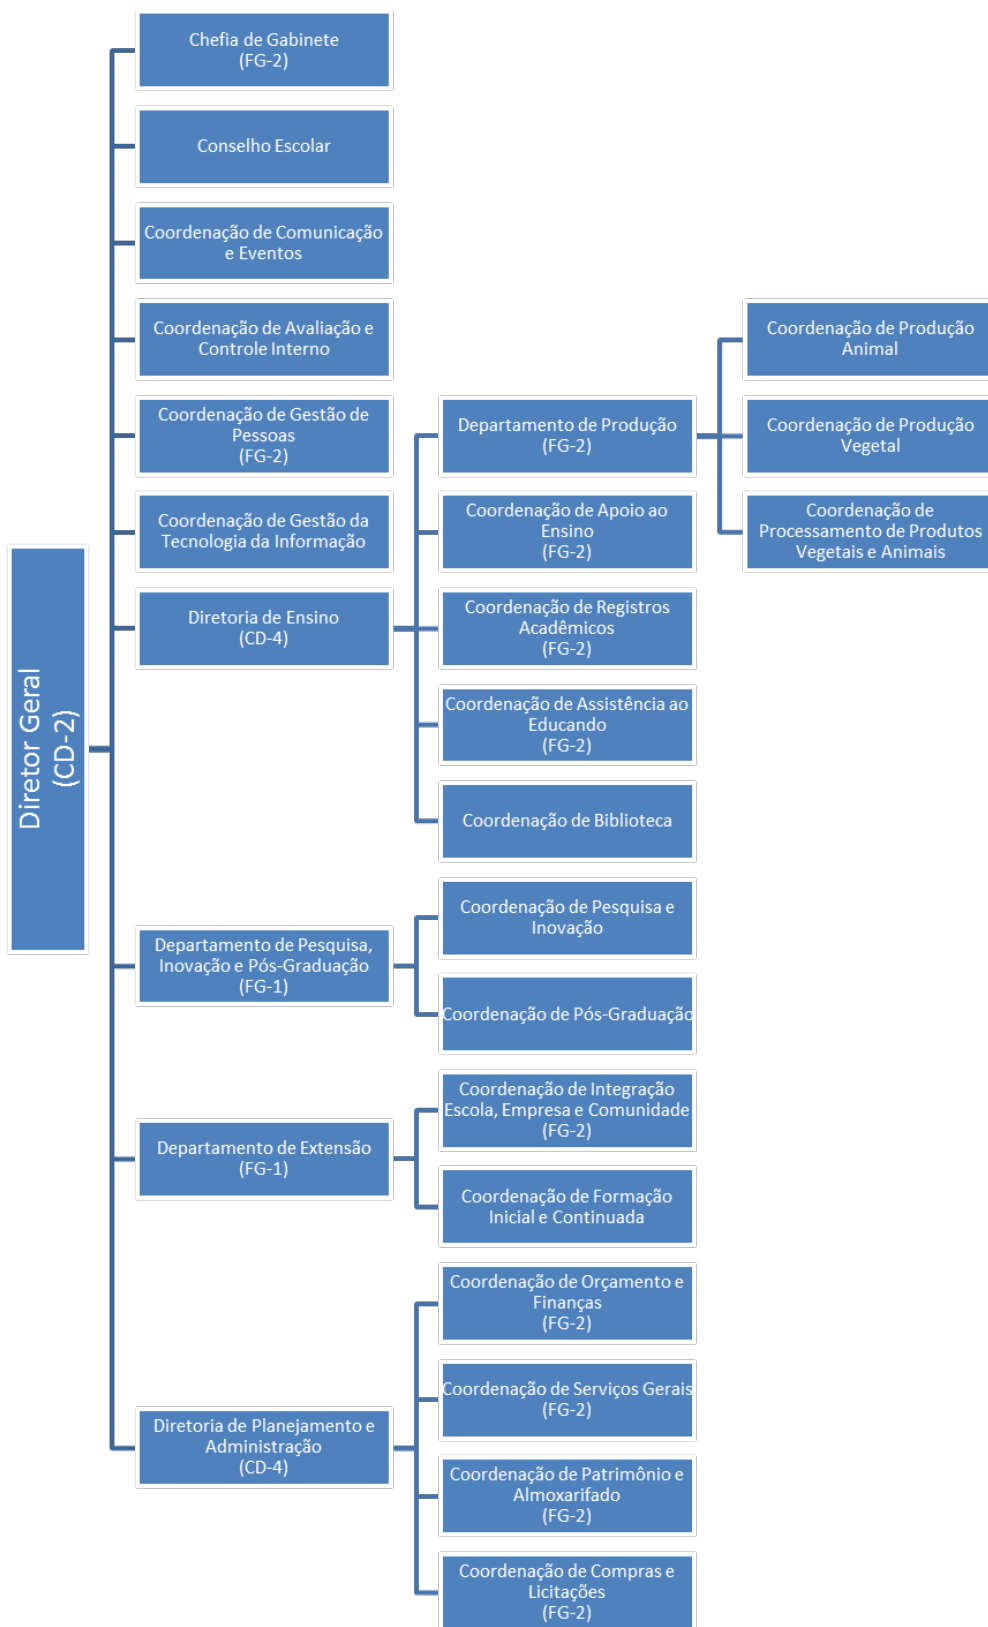 Diretor Geral
(CD-2)
Chefia de Gabinete
(FG-2)
Conselho Escolar
Coordenação de Comunicação
e Eventos
Coordenação de Avaliação e
Controle Interno
Coordenação de Gestão de
Pessoas
(FG-2)
Coordenação de Gestão da
Tecnologia da Informação
Diretoria de Ensino
(CD-4)
Departamento de Produção
(FG-2)
Coordenação de Produção
Animal
Coordenação de Produção
Vegetal
Coordenação de
Processamento de Produtos
Vegetais e Animais
Coordenação de Apoio ao
Ensino
(FG-2)
Coordenação de Registros
Acadêmicos
(FG-2)
Coordenação de Assistência ao
Educando
(FG-2)
Coordenação de Biblioteca
Departamento de Pesquisa,
Inovação e Pós-Graduação
(FG-1)
Coordenação de Pesquisa e
Inovação
Coordenação de Pós-Graduação
Departamento de Extensão
(FG-1)
Coordenação de Integração
Escola, Empresa e Comunidade
(FG-2)
Coordenação de Formação
Inicial e Continuada
Diretoria de Planejamento e
Administração
(CD-4)
Coordenação de Orçamento e
Finanças
(FG-2)
Coordenação de Serviços Gerais
(FG-2)
Coordenação de Patrimônio e
Almoxarifado
(FG-2)
Coordenação de Compras e
Licitações
(FG-2)